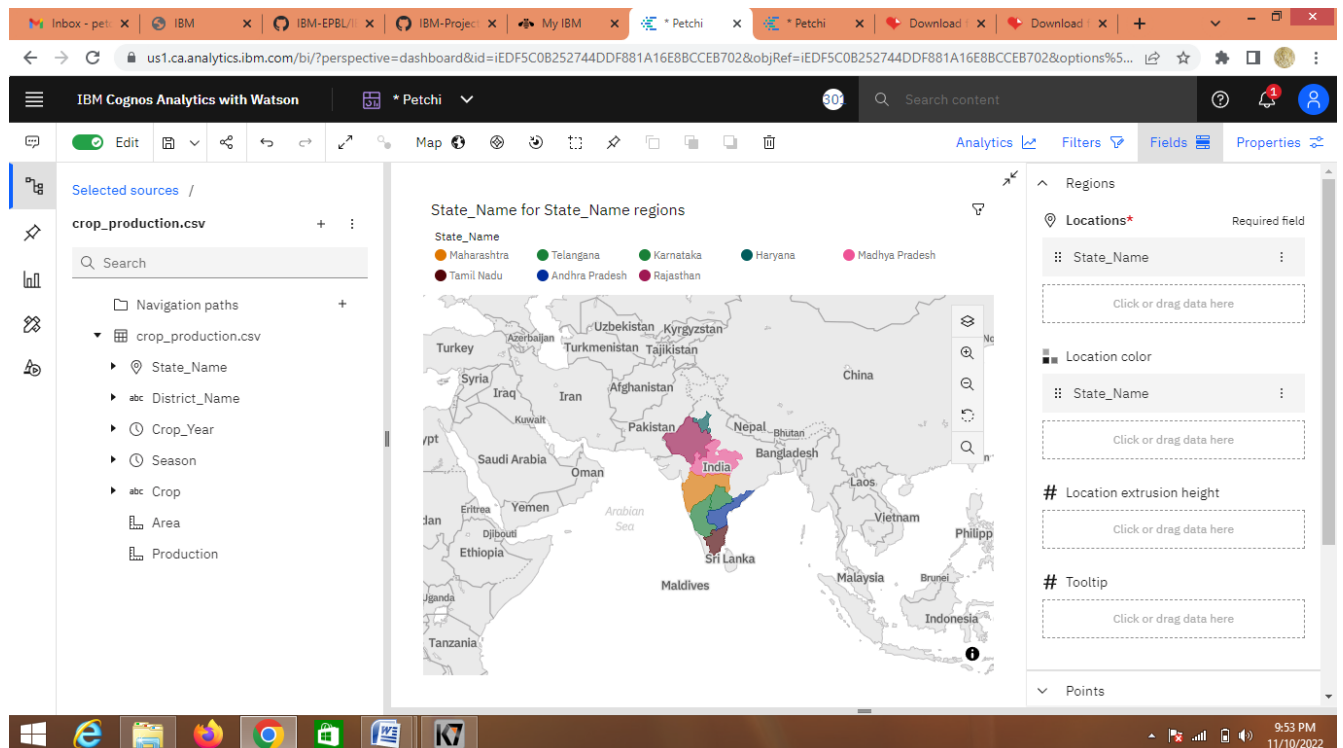 Inbox - pet
IBM
IBM-EPBL/I
IBM-Project
My IBM
* Petchi
* Petchi
Download f
Download f
us1.ca.analytics.ibm.com/bi/?perspective=dashboard&id=iEDF5C0B252744DDF881A16E8BCCEB702&objRef=iEDF5C0B252744DDF881A16E8BCCEB702&options%5...
IBM Cognos Analytics with Watson
* Petchi
301
Search content
1
Edit
Map
Analytics
Filters
Fields
Properties
Selected sources /
crop_production.csv
Search
Navigation paths
crop_production.csv
State_Name
abc District_Name
Crop_Year
Season
abc Crop
Area
Production
State_Name for State_Name regions
State_Name
Maharashtra
Telangana
Karnataka
Haryana
Madhya Pradesh
Tamil Nadu
Andhra Pradesh
Rajasthan
Uzbekistan
Kyrgyzstan
Azerbaijan
Turkey
Turkmenistan
Tajikistan
Syria
Iraq
Iran
Afghanistan
China
Kuwait
Pakistan
Nepal
Bhutan
ypt
Saudi Arabia
Oman
India
Bangladesh
Laos
Eritrea
Yemen
Arabian
Sea
dan
Djibouti
Vietnam
Philipp
Ethiopia
Sri Lanka
Maldives
Malaysia
Brunei
Uganda
Indonesia
Tanzania
Regions
Locations*
Required field
State_Name
Click or drag data here
Location color
State_Name
Click or drag data here
# Location extrusion height
Click or drag data here
# Tooltip
Click or drag data here
Points
9:53 PM
11/10/2022